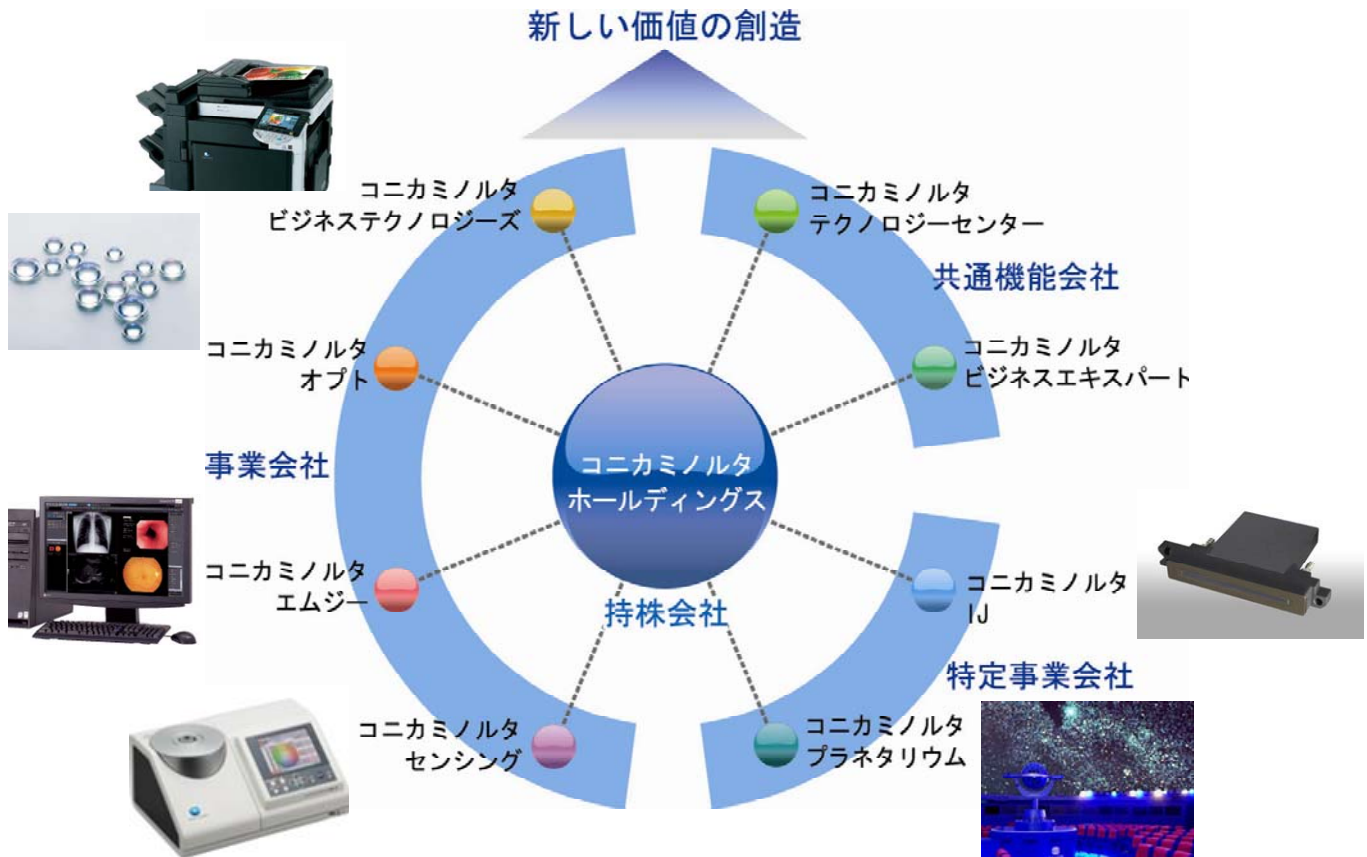 新しい価値の創造
コニカミノルタ
ビジネステクノロジーズ
コニカミノルタ
テクノロジーセンター
共通機能会社
コニカミノルタ
オプト
コニカミノルタ
ビジネスエキスパート
事業会社
コニカミノルタ
ホールディングス
コニカミノルタ
エムジー
持株会社
コニカミノルタ
IJ
特定事業会社
コニカミノルタ
センシング
コニカミノルタ
プラネタリウム